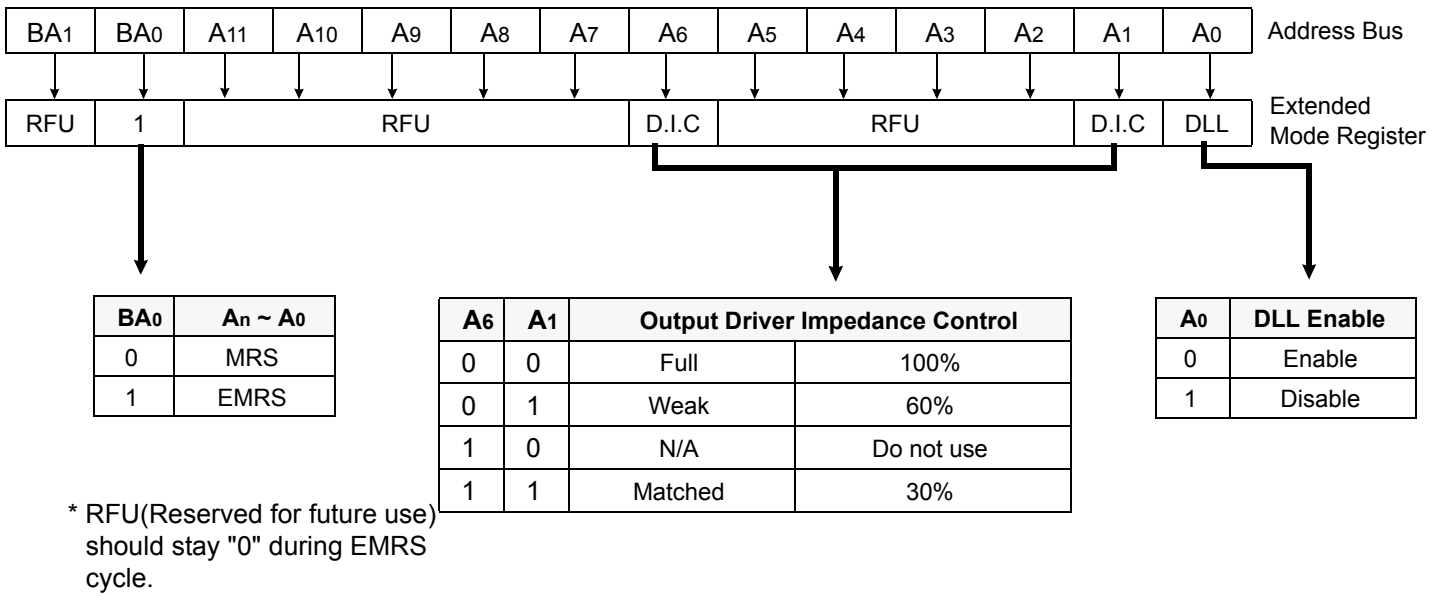 BA1 BA0 A11 A10 A9 A8 A7 A6 A5 A4 A3 A2 A1 A0 Address Bus
RFU 1 RFU D.I.C RFU D.I.C DLL Extended
Mode Register
BA0 An ~ A0
0 MRS
1 EMRS
A6 A1 Output Driver Impedance Control
0 0 Full 100%
0 1 Weak 60%
1 0 N/A Do not use
1 1 Matched 30%
A0 DLL Enable
0 Enable
1 Disable
* RFU(Reserved for future use)
should stay "0" during EMRS
cycle.